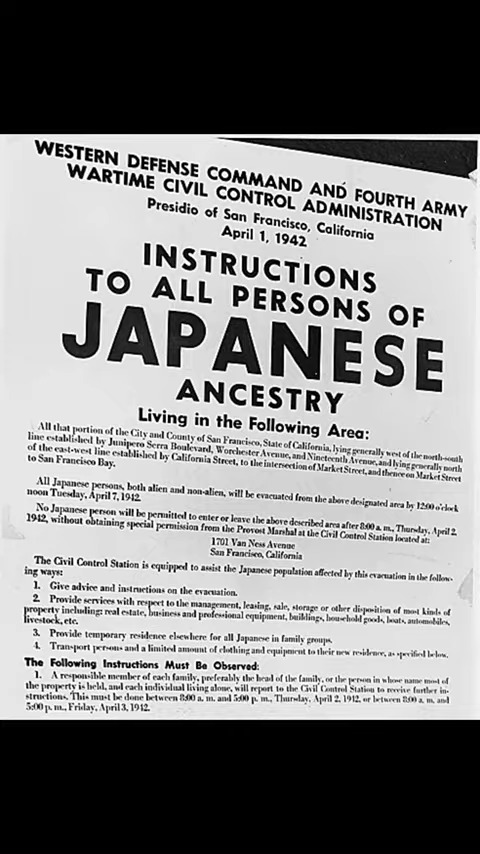 WESTERN DEFENSE COMMAND AND FOURTH ARMY
WARTIME CIVIL CONTROL ADMINISTRATION
Presidio of San Francisco, California
April 1, 1942
INSTRUCTIONS
TO ALL PERSONS OF
JAPANESE
ANCESTRY
Living in the Following Area:
All that portion of the City and County of San Francisco, State of California, lying generally west of the north-south
line established by Junipero Serra Boulevard, Worchester Avenue, and Nineteenth Avenue, and lying generally north
of the east-west line established by California Street, to the intersection of Market Street, and thence on Market Street
to San Francisco Bay.
All Japanese persons, both alien and non-alien, will be evacuated from the above designated area by 12:00 o'clock
noon Tuesday, April 7, 1942.
No Japanese person will be permitted to enter or leave the above described area after 8:00 a. m., Thursday, April 2,
1942, without obtaining special permission from the Provost Marshal at the Civil Control Station located at:
1701 Van Ness Avenue
San Francisco, California
The Civil Control Station is equipped to assist the Japanese population affected by this evacuation in the follow-
ing ways:
1. Give advice and instructions on the evacuation.
2. Provide services with respect to the management, leasing, sale, storage or other disposition of most kinds of
property including: real estate, business and professional equipment, buildings, household goods, boats, automobiles,
livestock, etc.
3. Provide temporary residence elsewhere for all Japanese in family groups.
4. Transport persons and a limited amount of clothing and equipment to their new residence, as specified below.
The Following Instructions Must Be Observed:
1. A responsible member of each family, preferably the head of the family, or the person in whose name most of
the property is held, and each individual living alone, will report to the Civil Control Station to receive further in-
structions. This must be done between 8:00 a. m. and 5:00 p. m., Thursday, April 2, 1942, or between 8:00 a. m. and
5:00 p. m., Friday, April 3, 1942.